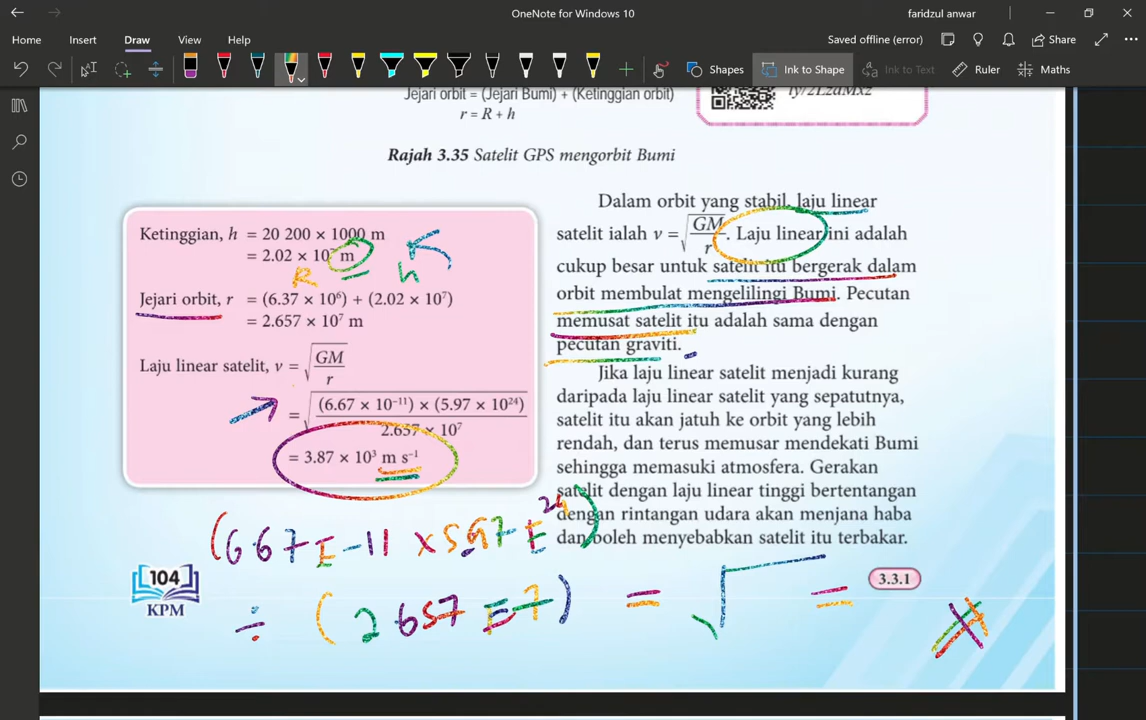 OneNote for Windows 10
faridzul anwar
Home Insert Draw View Help
Saved offline (error)
Share
Shapes
Ink to Shape
Ink to Text
Ruler
Maths
Jejari orbit = (Jejari Bumi) + (Ketinggian orbit)
r = R + h
ly/2LzdMxz
Rajah 3.35 Satelit GPS mengorbit Bumi
Ketinggian, h = 20 200 × 1000 m
= 2.02 × 10⁷ m
R h
Jejari orbit, r = (6.37 × 10⁶) + (2.02 × 10⁷)
= 2.657 × 10⁷ m
Laju linear satelit, v = √(GM/r)
= √((6.67 × 10⁻¹¹) × (5.97 × 10²⁴) / 2.657 × 10⁷)
= 3.87 × 10³ m s⁻¹
Dalam orbit yang stabil, laju linear
satelit ialah v = √(GM/r). Laju linear ini adalah
cukup besar untuk satelit itu bergerak dalam
orbit membulat mengelilingi Bumi. Pecutan
memusat satelit itu adalah sama dengan
pecutan graviti.
Jika laju linear satelit menjadi kurang
daripada laju linear satelit yang sepatutnya,
satelit itu akan jatuh ke orbit yang lebih
rendah, dan terus memusar mendekati Bumi
sehingga memasuki atmosfera. Gerakan
satelit dengan laju linear tinggi bertentangan
dengan rintangan udara akan menjana haba
dan boleh menyebabkan satelit itu terbakar.
(6 67 E -11 × 5 97 E 24)
÷ (2 657 E 7) = √ =
104
KPM
3.3.1